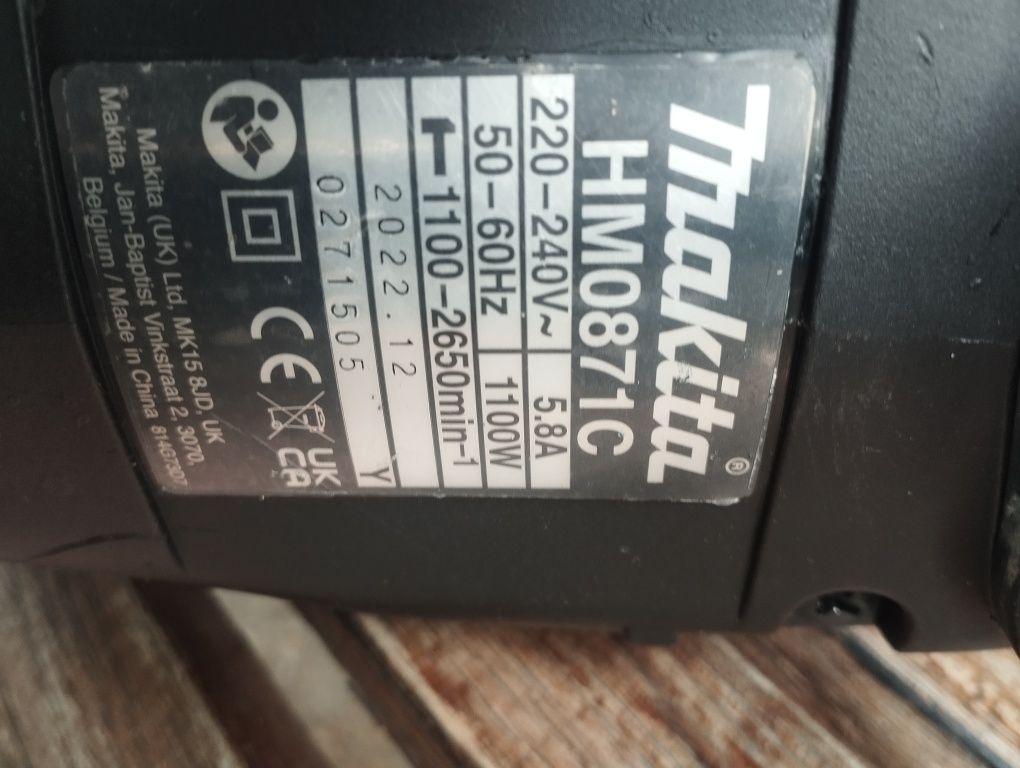 makita®
HM0871C
220-240V~ 5.8A
50-60Hz 1100W
1100-2650min-1
2022.12
0271505 Y
CE UK CA
Makita (UK) Ltd, MK15 8JD, UK
Makita, Jan-Baptist Vinkstraat 2, 3070,
Belgium / Made in China